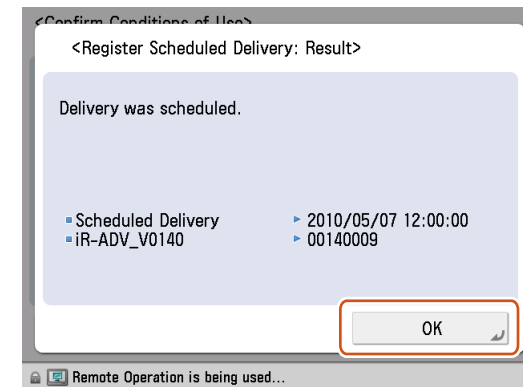 <Confirm Conditions of Use>
<Register Scheduled Delivery: Result>
Delivery was scheduled.
Scheduled Delivery ► 2010/05/07 12:00:00
iR-ADV_V0140 ► 00140009
OK
Remote Operation is being used...